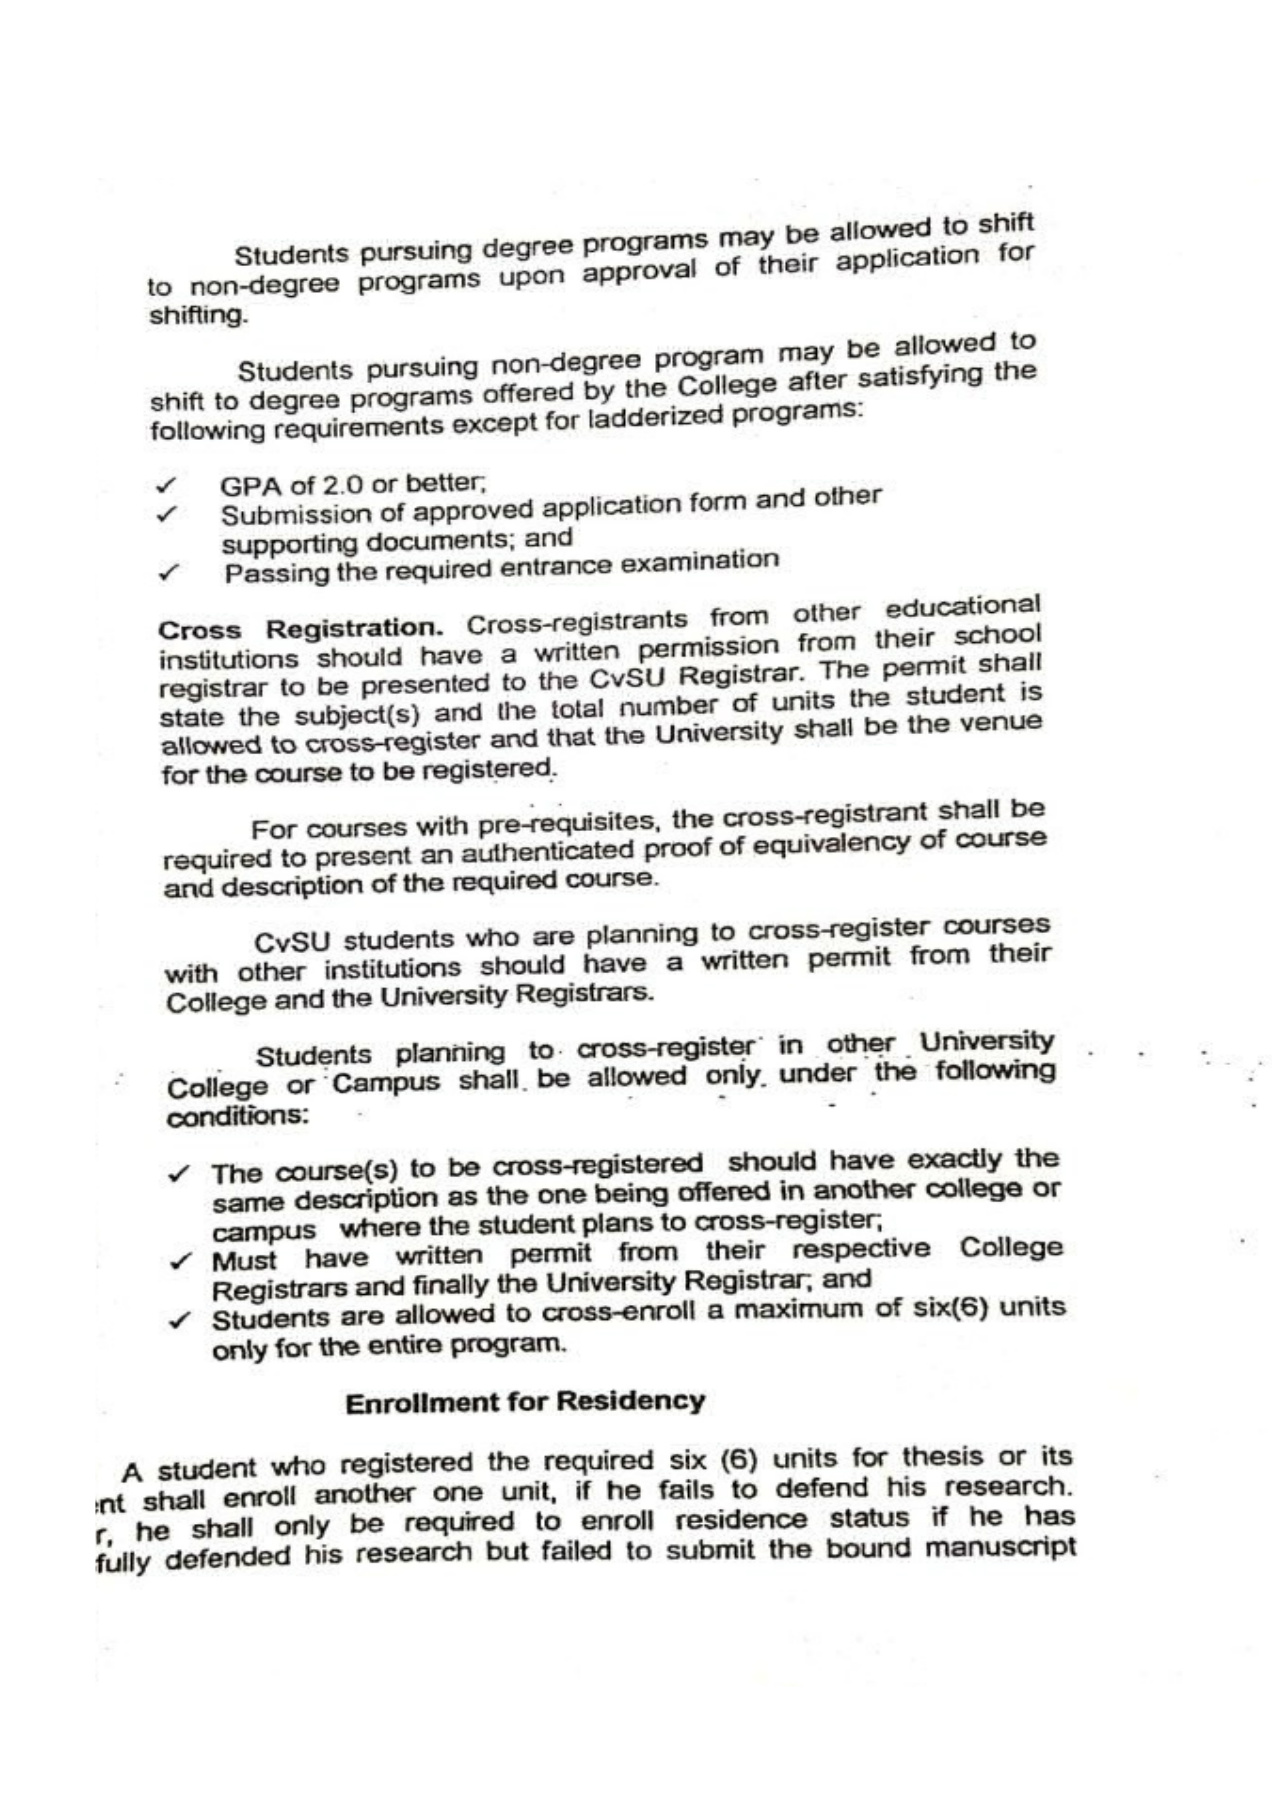 Students pursuing degree programs may be allowed to shift
to non-degree programs upon approval of their application for
shifting.
Students pursuing non-degree program may be allowed to
shift to degree programs offered by the College after satisfying the
following requirements except for ladderized programs:
✓ GPA of 2.0 or better;
✓ Submission of approved application form and other
supporting documents; and
✓ Passing the required entrance examination
Cross Registration. Cross-registrants from other educational
institutions should have a written permission from their school
registrar to be presented to the CvSU Registrar. The permit shall
state the subject(s) and the total number of units the student is
allowed to cross-register and that the University shall be the venue
for the course to be registered.
For courses with pre-requisites, the cross-registrant shall be
required to present an authenticated proof of equivalency of course
and description of the required course.
CvSU students who are planning to cross-register courses
with other institutions should have a written permit from their
College and the University Registrars.
Students planning to cross-register in other University
College or Campus shall be allowed only under the following
conditions:
✓ The course(s) to be cross-registered should have exactly the
same description as the one being offered in another college or
campus where the student plans to cross-register;
✓ Must have written permit from their respective College
Registrars and finally the University Registrar; and
✓ Students are allowed to cross-enroll a maximum of six(6) units
only for the entire program.
Enrollment for Residency
A student who registered the required six (6) units for thesis or its
nt shall enroll another one unit, if he fails to defend his research.
r, he shall only be required to enroll residence status if he has
fully defended his research but failed to submit the bound manuscript